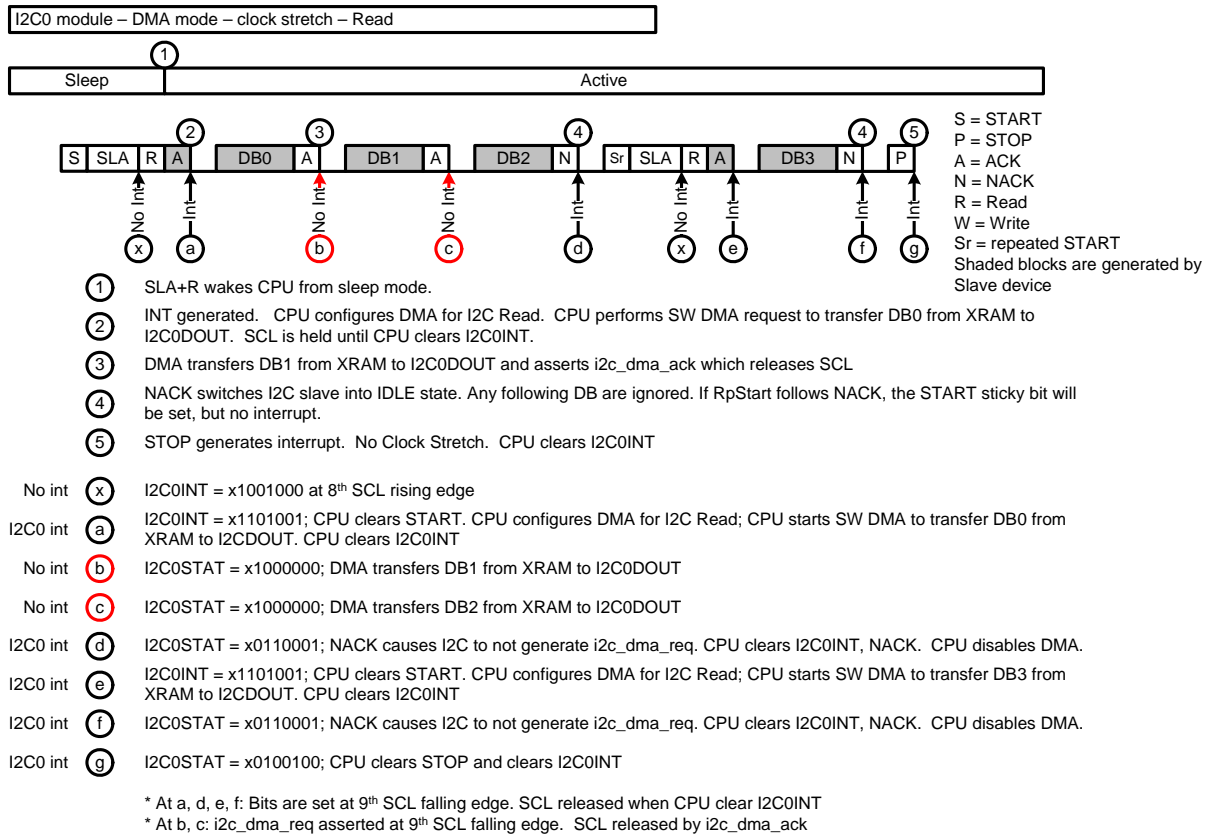 I2C0 module – DMA mode – clock stretch – Read
1
Sleep Active
2 3 4 4 5
S SLA R A DB0 A DB1 A DB2 N Sr SLA R A DB3 N P
No Int Int No Int No Int Int No Int Int Int Int
x a b c d x e f g
S = START
P = STOP
A = ACK
N = NACK
R = Read
W = Write
Sr = repeated START
Shaded blocks are generated by
Slave device
1 SLA+R wakes CPU from sleep mode.
2 INT generated. CPU configures DMA for I2C Read. CPU performs SW DMA request to transfer DB0 from XRAM to
I2C0DOUT. SCL is held until CPU clears I2C0INT.
3 DMA transfers DB1 from XRAM to I2C0DOUT and asserts i2c_dma_ack which releases SCL
4 NACK switches I2C slave into IDLE state. Any following DB are ignored. If RpStart follows NACK, the START sticky bit will
be set, but no interrupt.
5 STOP generates interrupt. No Clock Stretch. CPU clears I2C0INT
No int x I2C0INT = x1001000 at 8th SCL rising edge
I2C0 int a I2C0INT = x1101001; CPU clears START. CPU configures DMA for I2C Read; CPU starts SW DMA to transfer DB0 from
XRAM to I2CDOUT. CPU clears I2C0INT
No int b I2C0STAT = x1000000; DMA transfers DB1 from XRAM to I2C0DOUT
No int c I2C0STAT = x1000000; DMA transfers DB2 from XRAM to I2C0DOUT
I2C0 int d I2C0STAT = x0110001; NACK causes I2C to not generate i2c_dma_req. CPU clears I2C0INT, NACK. CPU disables DMA.
I2C0 int e I2C0INT = x1101001; CPU clears START. CPU configures DMA for I2C Read; CPU starts SW DMA to transfer DB3 from
XRAM to I2CDOUT. CPU clears I2C0INT
I2C0 int f I2C0STAT = x0110001; NACK causes I2C to not generate i2c_dma_req. CPU clears I2C0INT, NACK. CPU disables DMA.
I2C0 int g I2C0STAT = x0100100; CPU clears STOP and clears I2C0INT
* At a, d, e, f: Bits are set at 9th SCL falling edge. SCL released when CPU clear I2C0INT
* At b, c: i2c_dma_req asserted at 9th SCL falling edge. SCL released by i2c_dma_ack